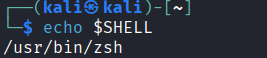 ┌──(kali㉿kali)-[~]
└─$ echo $SHELL
/usr/bin/zsh